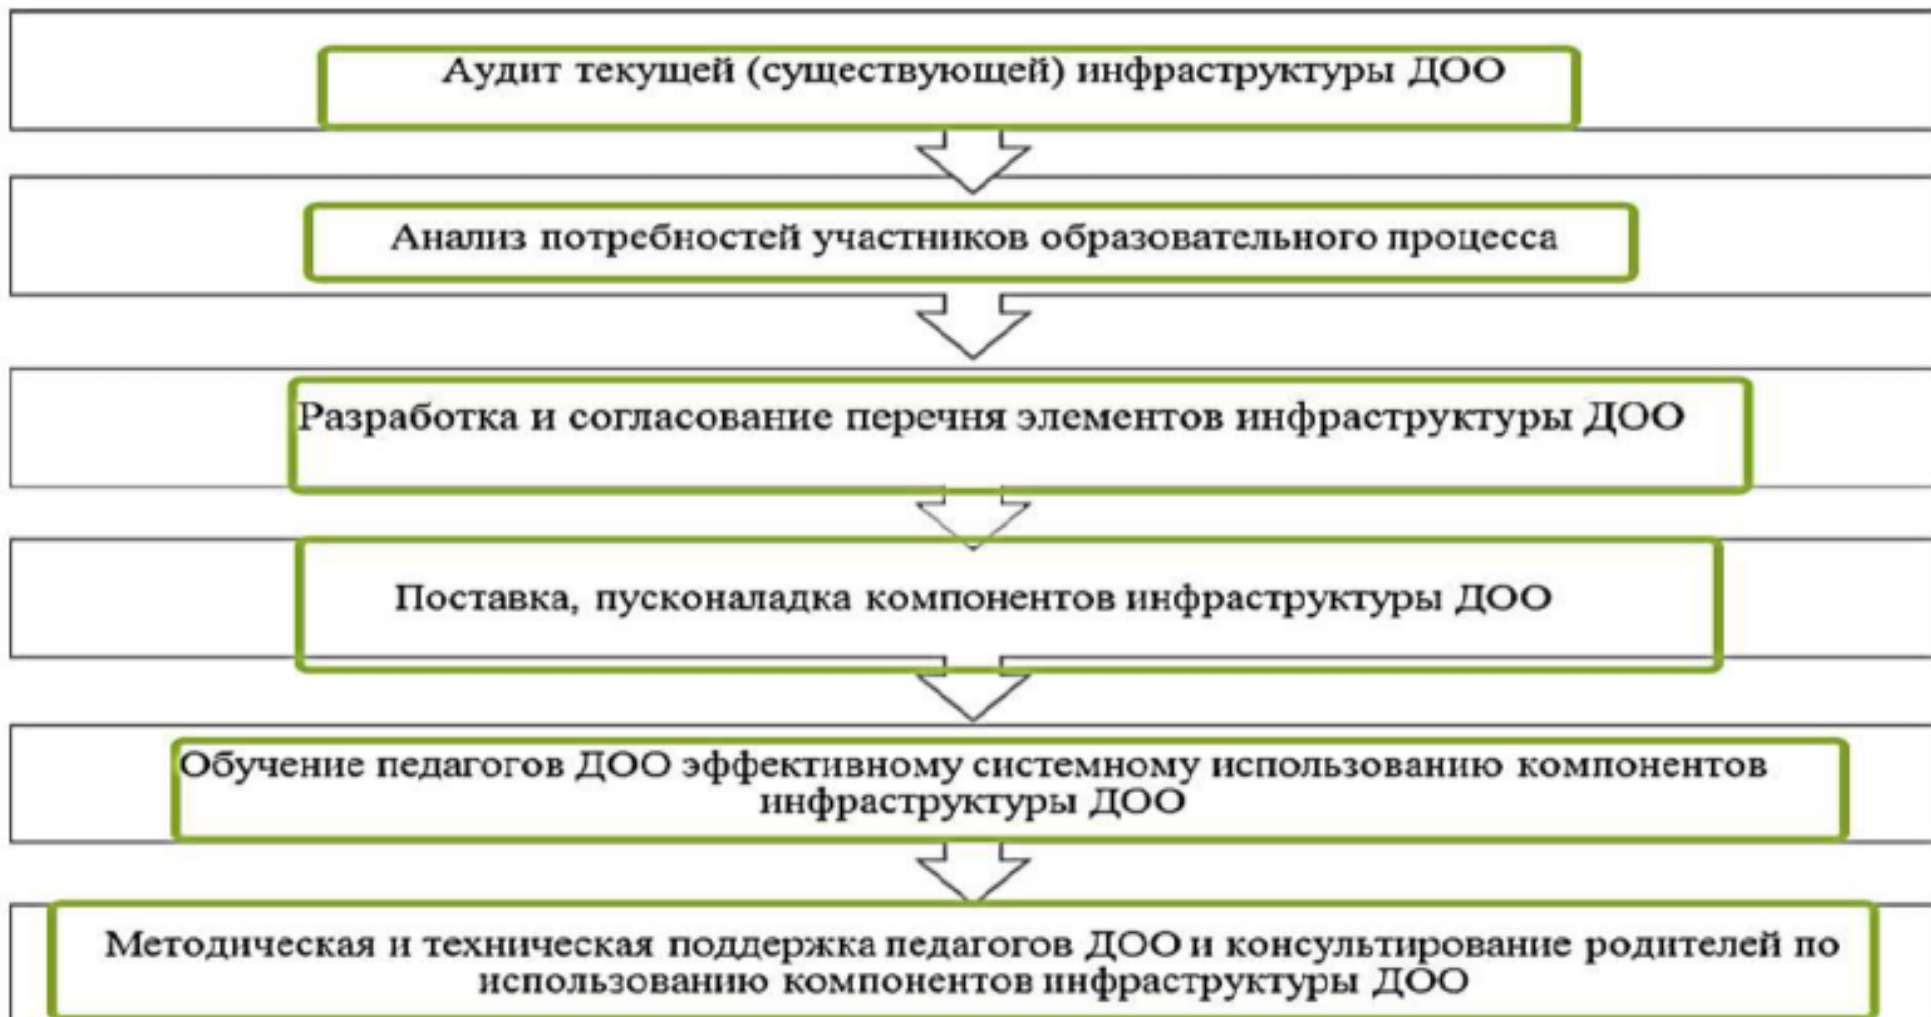 Аудит текущей (существующей) инфраструктуры ДОО
Анализ потребностей участников образовательного процесса
Разработка и согласование перечня элементов инфраструктуры ДОО
Поставка, пусконаладка компонентов инфраструктуры ДОО
Обучение педагогов ДОО эффективному системному использованию компонентов
инфраструктуры ДОО
Методическая и техническая поддержка педагогов ДОО и консультирование родителей по
использованию компонентов инфраструктуры ДОО